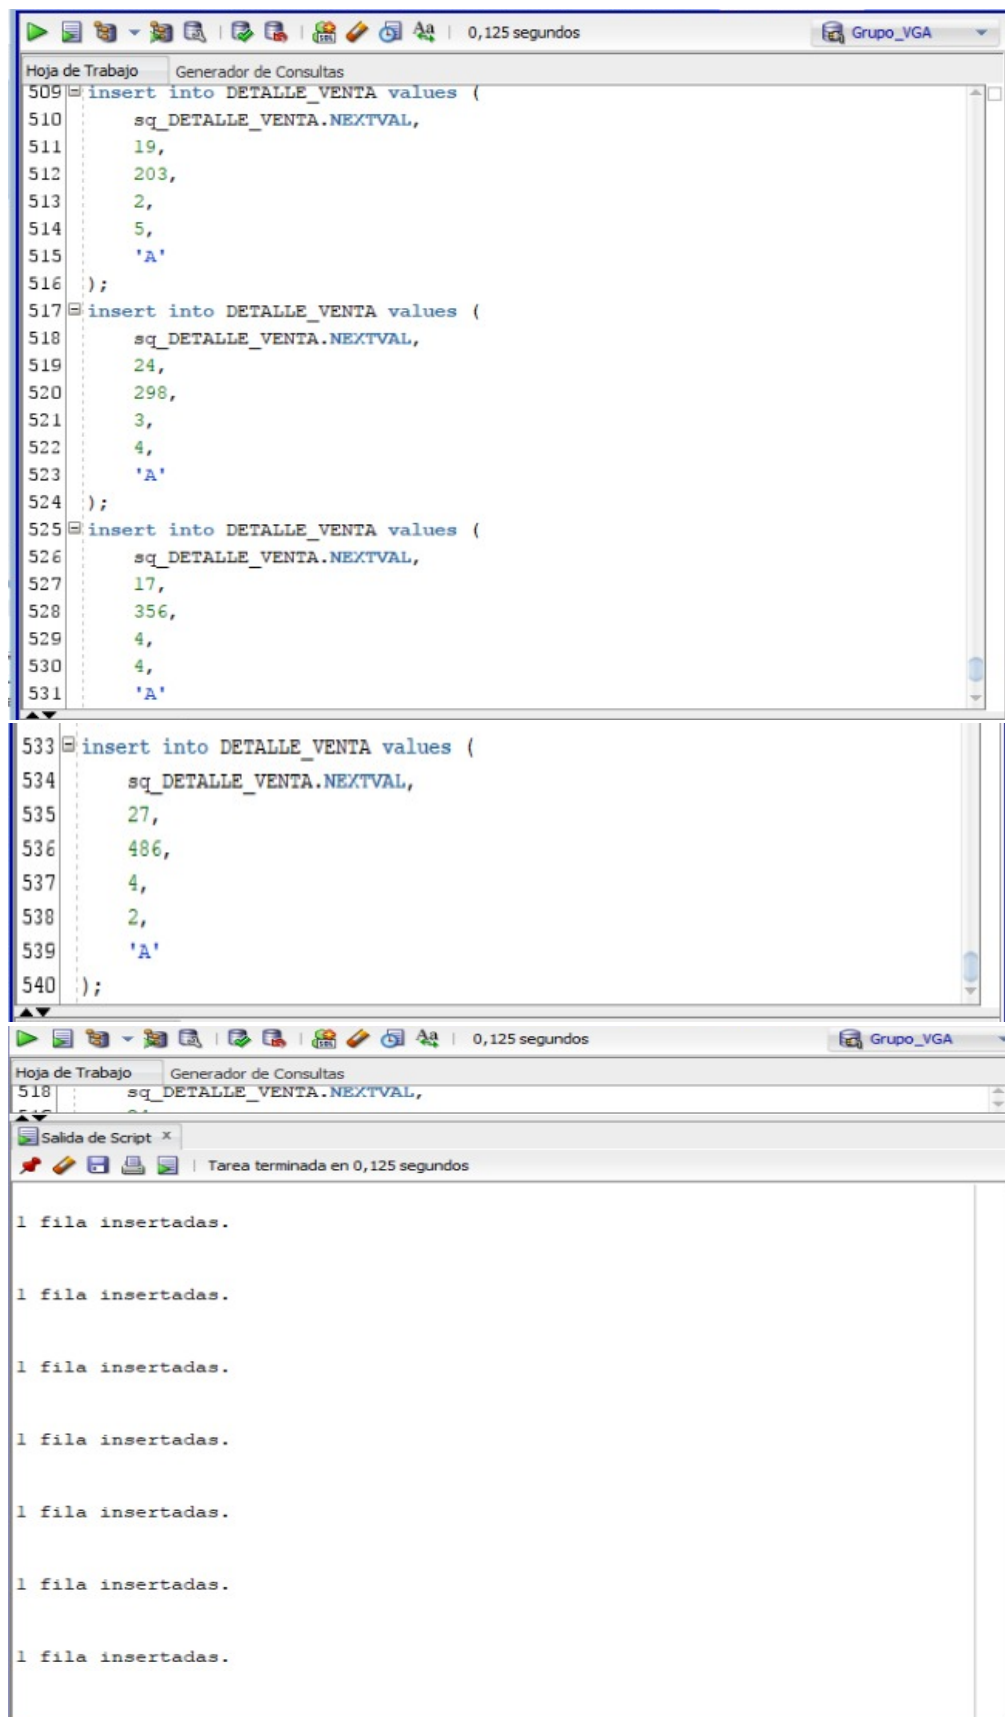 0,125 segundos
Grupo_VGA
Hoja de Trabajo Generador de Consultas
509 insert into DETALLE_VENTA values (
510 sq_DETALLE_VENTA.NEXTVAL,
511 19,
512 203,
513 2,
514 5,
515 'A'
516 );
517 insert into DETALLE_VENTA values (
518 sq_DETALLE_VENTA.NEXTVAL,
519 24,
520 298,
521 3,
522 4,
523 'A'
524 );
525 insert into DETALLE_VENTA values (
526 sq_DETALLE_VENTA.NEXTVAL,
527 17,
528 356,
529 4,
530 4,
531 'A'
533 insert into DETALLE_VENTA values (
534 sq_DETALLE_VENTA.NEXTVAL,
535 27,
536 486,
537 4,
538 2,
539 'A'
540 );
0,125 segundos
Grupo_VGA
Hoja de Trabajo Generador de Consultas
518 sq_DETALLE_VENTA.NEXTVAL,
Salida de Script
Tarea terminada en 0,125 segundos
1 fila insertadas.
1 fila insertadas.
1 fila insertadas.
1 fila insertadas.
1 fila insertadas.
1 fila insertadas.
1 fila insertadas.